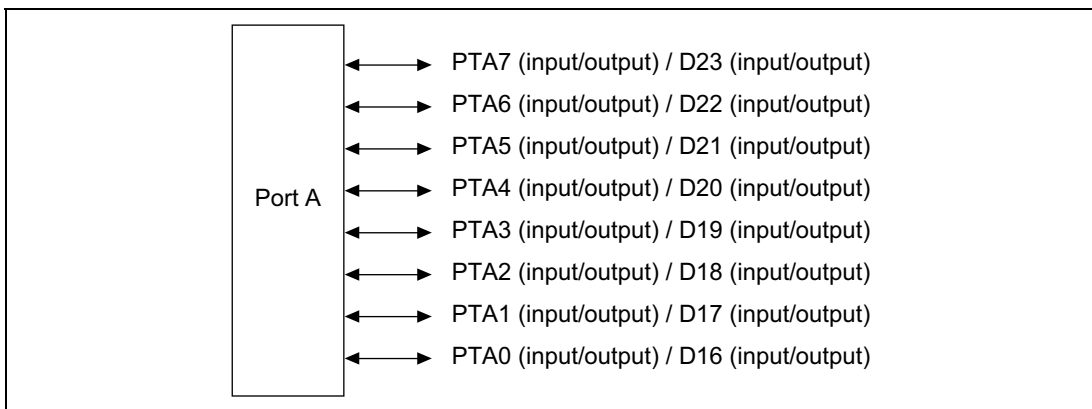 PTA7 (input/output) / D23 (input/output)
PTA6 (input/output) / D22 (input/output)
PTA5 (input/output) / D21 (input/output)
PTA4 (input/output) / D20 (input/output)
Port A
PTA3 (input/output) / D19 (input/output)
PTA2 (input/output) / D18 (input/output)
PTA1 (input/output) / D17 (input/output)
PTA0 (input/output) / D16 (input/output)